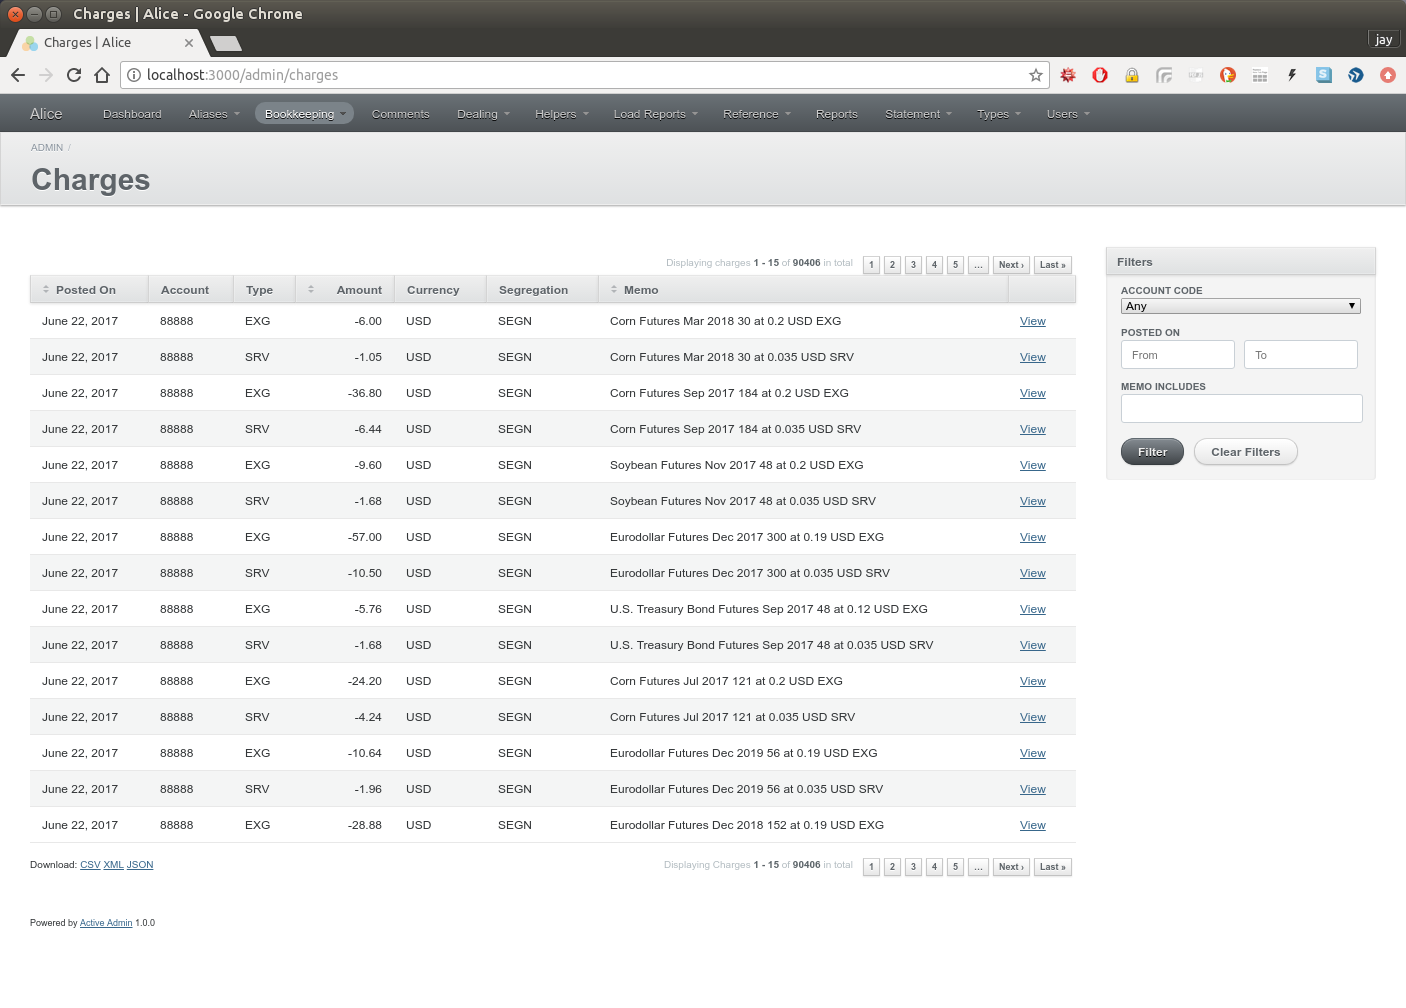 Charges | Alice - Google Chrome
Charges | Alice
jay
localhost:3000/admin/charges
Alice Dashboard Aliases Bookkeeping Comments Dealing Helpers Load Reports Reference Reports Statement Types Users
ADMIN /
Charges
Displaying charges 1 - 15 of 90406 in total 1 2 3 4 5 ... Next › Last »
Posted On Account Type Amount Currency Segregation Memo
June 22, 2017 88888 EXG -6.00 USD SEGN Corn Futures Mar 2018 30 at 0.2 USD EXG View
June 22, 2017 88888 SRV -1.05 USD SEGN Corn Futures Mar 2018 30 at 0.035 USD SRV View
June 22, 2017 88888 EXG -36.80 USD SEGN Corn Futures Sep 2017 184 at 0.2 USD EXG View
June 22, 2017 88888 SRV -6.44 USD SEGN Corn Futures Sep 2017 184 at 0.035 USD SRV View
June 22, 2017 88888 EXG -9.60 USD SEGN Soybean Futures Nov 2017 48 at 0.2 USD EXG View
June 22, 2017 88888 SRV -1.68 USD SEGN Soybean Futures Nov 2017 48 at 0.035 USD SRV View
June 22, 2017 88888 EXG -57.00 USD SEGN Eurodollar Futures Dec 2017 300 at 0.19 USD EXG View
June 22, 2017 88888 SRV -10.50 USD SEGN Eurodollar Futures Dec 2017 300 at 0.035 USD SRV View
June 22, 2017 88888 EXG -5.76 USD SEGN U.S. Treasury Bond Futures Sep 2017 48 at 0.12 USD EXG View
June 22, 2017 88888 SRV -1.68 USD SEGN U.S. Treasury Bond Futures Sep 2017 48 at 0.035 USD SRV View
June 22, 2017 88888 EXG -24.20 USD SEGN Corn Futures Jul 2017 121 at 0.2 USD EXG View
June 22, 2017 88888 SRV -4.24 USD SEGN Corn Futures Jul 2017 121 at 0.035 USD SRV View
June 22, 2017 88888 EXG -10.64 USD SEGN Eurodollar Futures Dec 2019 56 at 0.19 USD EXG View
June 22, 2017 88888 SRV -1.96 USD SEGN Eurodollar Futures Dec 2019 56 at 0.035 USD SRV View
June 22, 2017 88888 EXG -28.88 USD SEGN Eurodollar Futures Dec 2018 152 at 0.19 USD EXG View
Download: CSV XML JSON
Displaying Charges 1 - 15 of 90406 in total 1 2 3 4 5 ... Next › Last »
Powered by Active Admin 1.0.0
Filters
ACCOUNT CODE
Any
POSTED ON
From To
MEMO INCLUDES
Filter Clear Filters